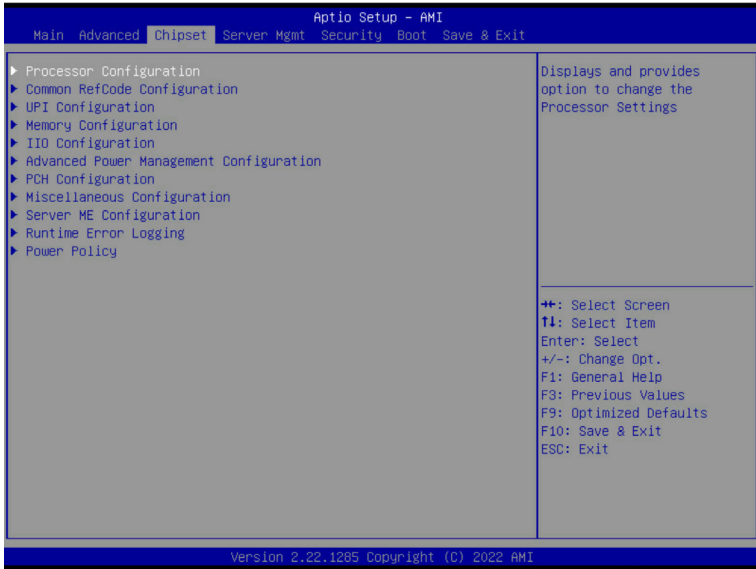 Aptio Setup – AMI
Main Advanced Chipset Server Mgmt Security Boot Save & Exit
▶ Processor Configuration
▶ Common RefCode Configuration
▶ UPI Configuration
▶ Memory Configuration
▶ IIO Configuration
▶ Advanced Power Management Configuration
▶ PCH Configuration
▶ Miscellaneous Configuration
▶ Server ME Configuration
▶ Runtime Error Logging
▶ Power Policy
Displays and provides
option to change the
Processor Settings
→←: Select Screen
↑↓: Select Item
Enter: Select
+/-: Change Opt.
F1: General Help
F3: Previous Values
F9: Optimized Defaults
F10: Save & Exit
ESC: Exit
Version 2.22.1285 Copyright (C) 2022 AMI